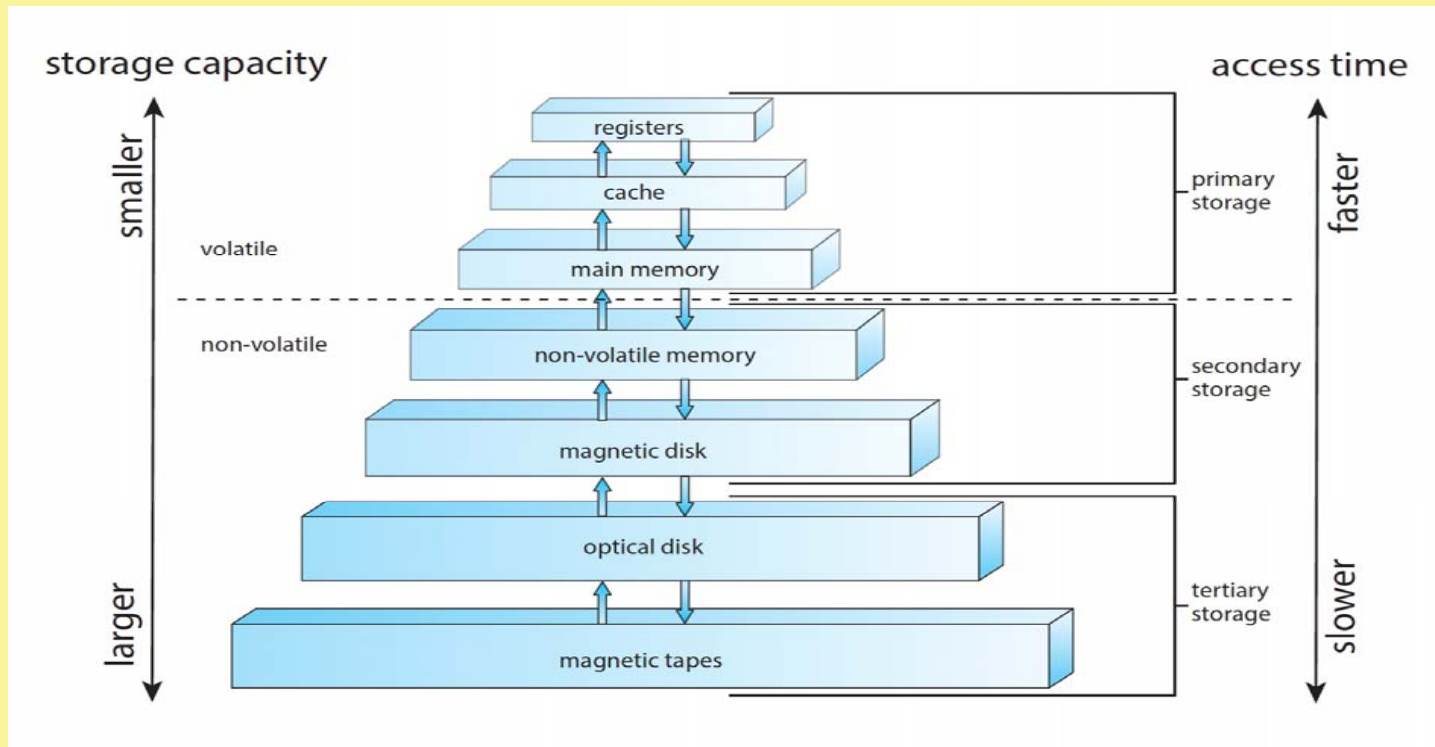 storage capacity
access time
smaller
larger
volatile
non-volatile
registers
cache
main memory
non-volatile memory
magnetic disk
optical disk
magnetic tapes
primary
storage
secondary
storage
tertiary
storage
faster
slower